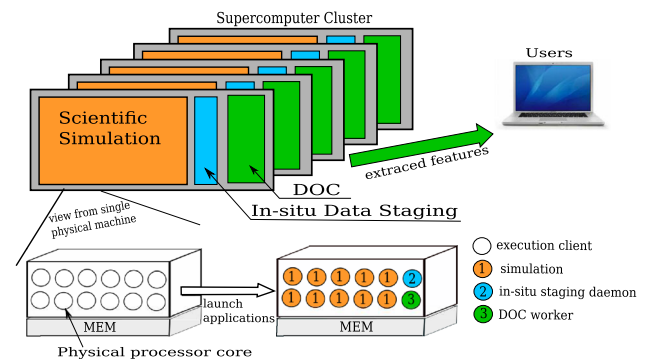 Supercomputer Cluster
Users
Scientific
Simulation
extraced features
DOC
In-situ Data Staging
view from single
physical machine
execution client
1 simulation
2 in-situ staging daemon
3 DOC worker
1 1 1 1 1 2
1 1 1 1 1 3
launch
applications
MEM
MEM
Physical processor core